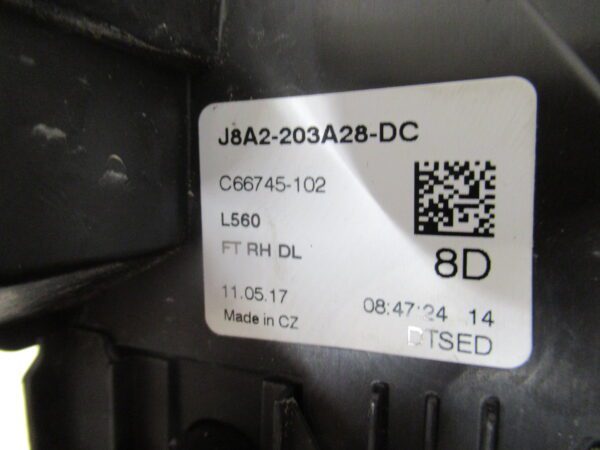 J8A2-203A28-DC
C66745-102
L560
FT RH DL
8D
11.05.17
08:47:24 14
Made in CZ
DTSED